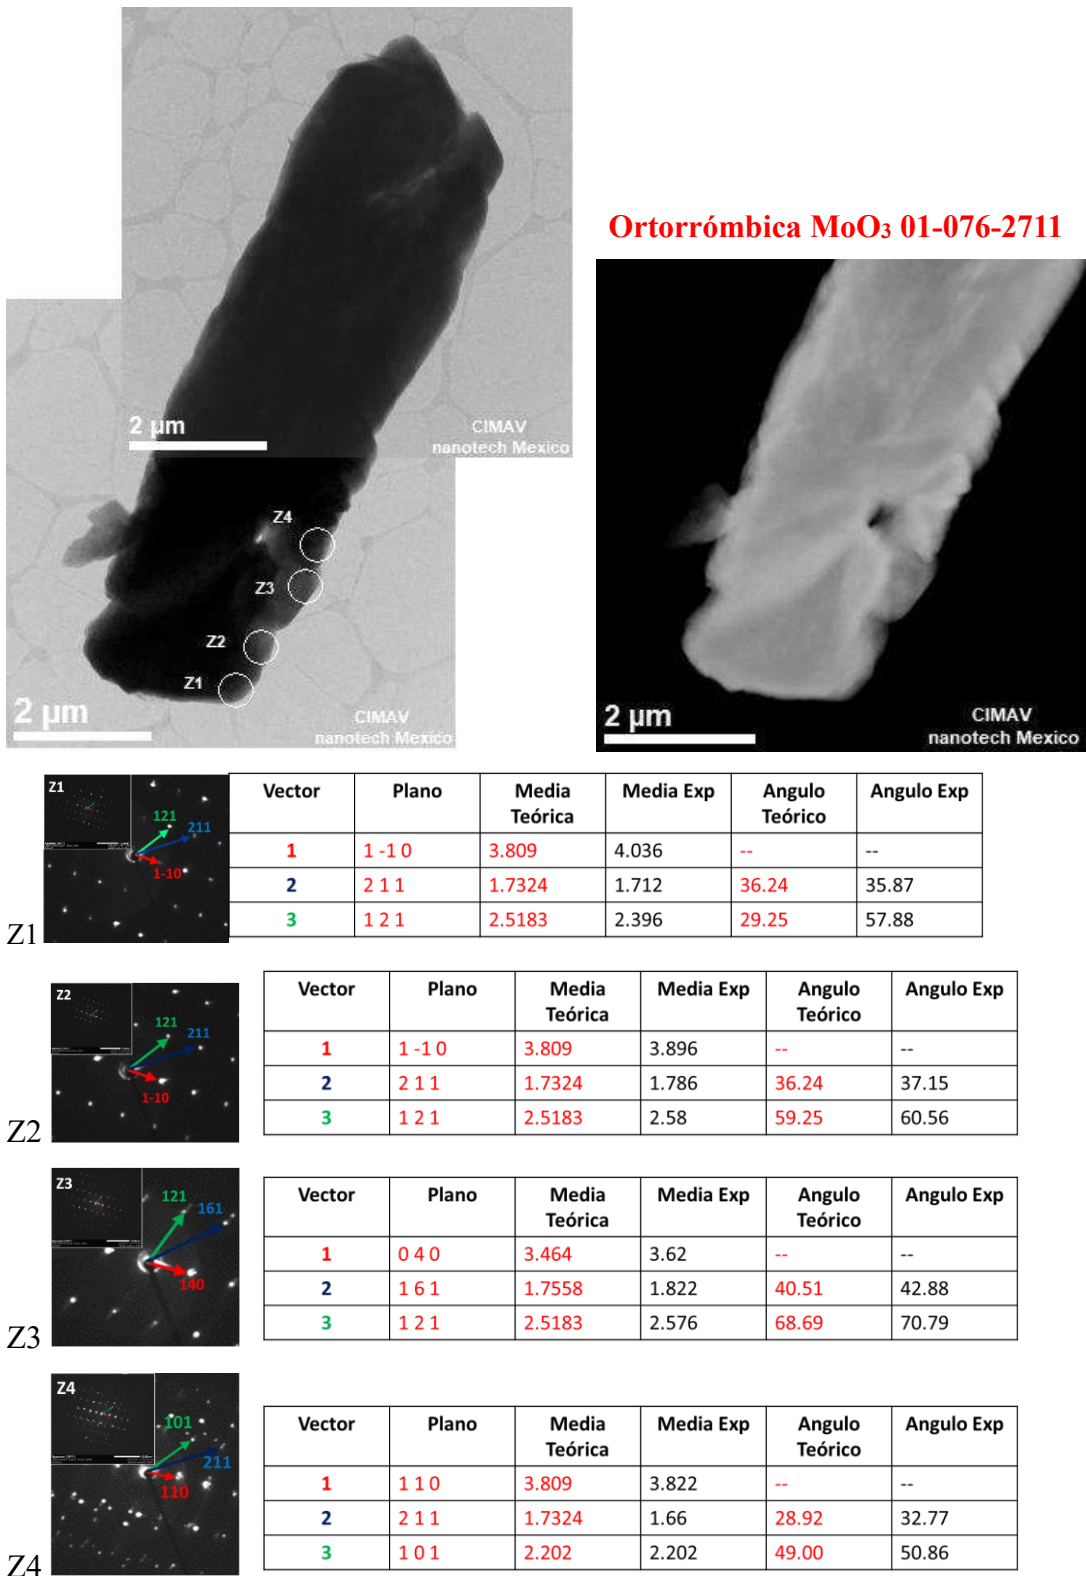 Ortorrómbica MoO₃ 01-076-2711
2 µm
CIMAV
nanotech Mexico
Z4
Z3
Z2
Z1
2 µm
CIMAV
nanotech Mexico
2 µm
CIMAV
nanotech Mexico
Z1
Z1
121
211
1-10
Vector Plano Media Teórica Media Exp Angulo Teórico Angulo Exp
1 1 -1 0 3.809 4.036 -- --
2 2 1 1 1.7324 1.712 36.24 35.87
3 1 2 1 2.5183 2.396 29.25 57.88
Z2
Z2
121
211
1-10
Vector Plano Media Teórica Media Exp Angulo Teórico Angulo Exp
1 1 -1 0 3.809 3.896 -- --
2 2 1 1 1.7324 1.786 36.24 37.15
3 1 2 1 2.5183 2.58 59.25 60.56
Z3
Z3
121
161
140
Vector Plano Media Teórica Media Exp Angulo Teórico Angulo Exp
1 0 4 0 3.464 3.62 -- --
2 1 6 1 1.7558 1.822 40.51 42.88
3 1 2 1 2.5183 2.576 68.69 70.79
Z4
Z4
101
211
110
Vector Plano Media Teórica Media Exp Angulo Teórico Angulo Exp
1 1 1 0 3.809 3.822 -- --
2 2 1 1 1.7324 1.66 28.92 32.77
3 1 0 1 2.202 2.202 49.00 50.86